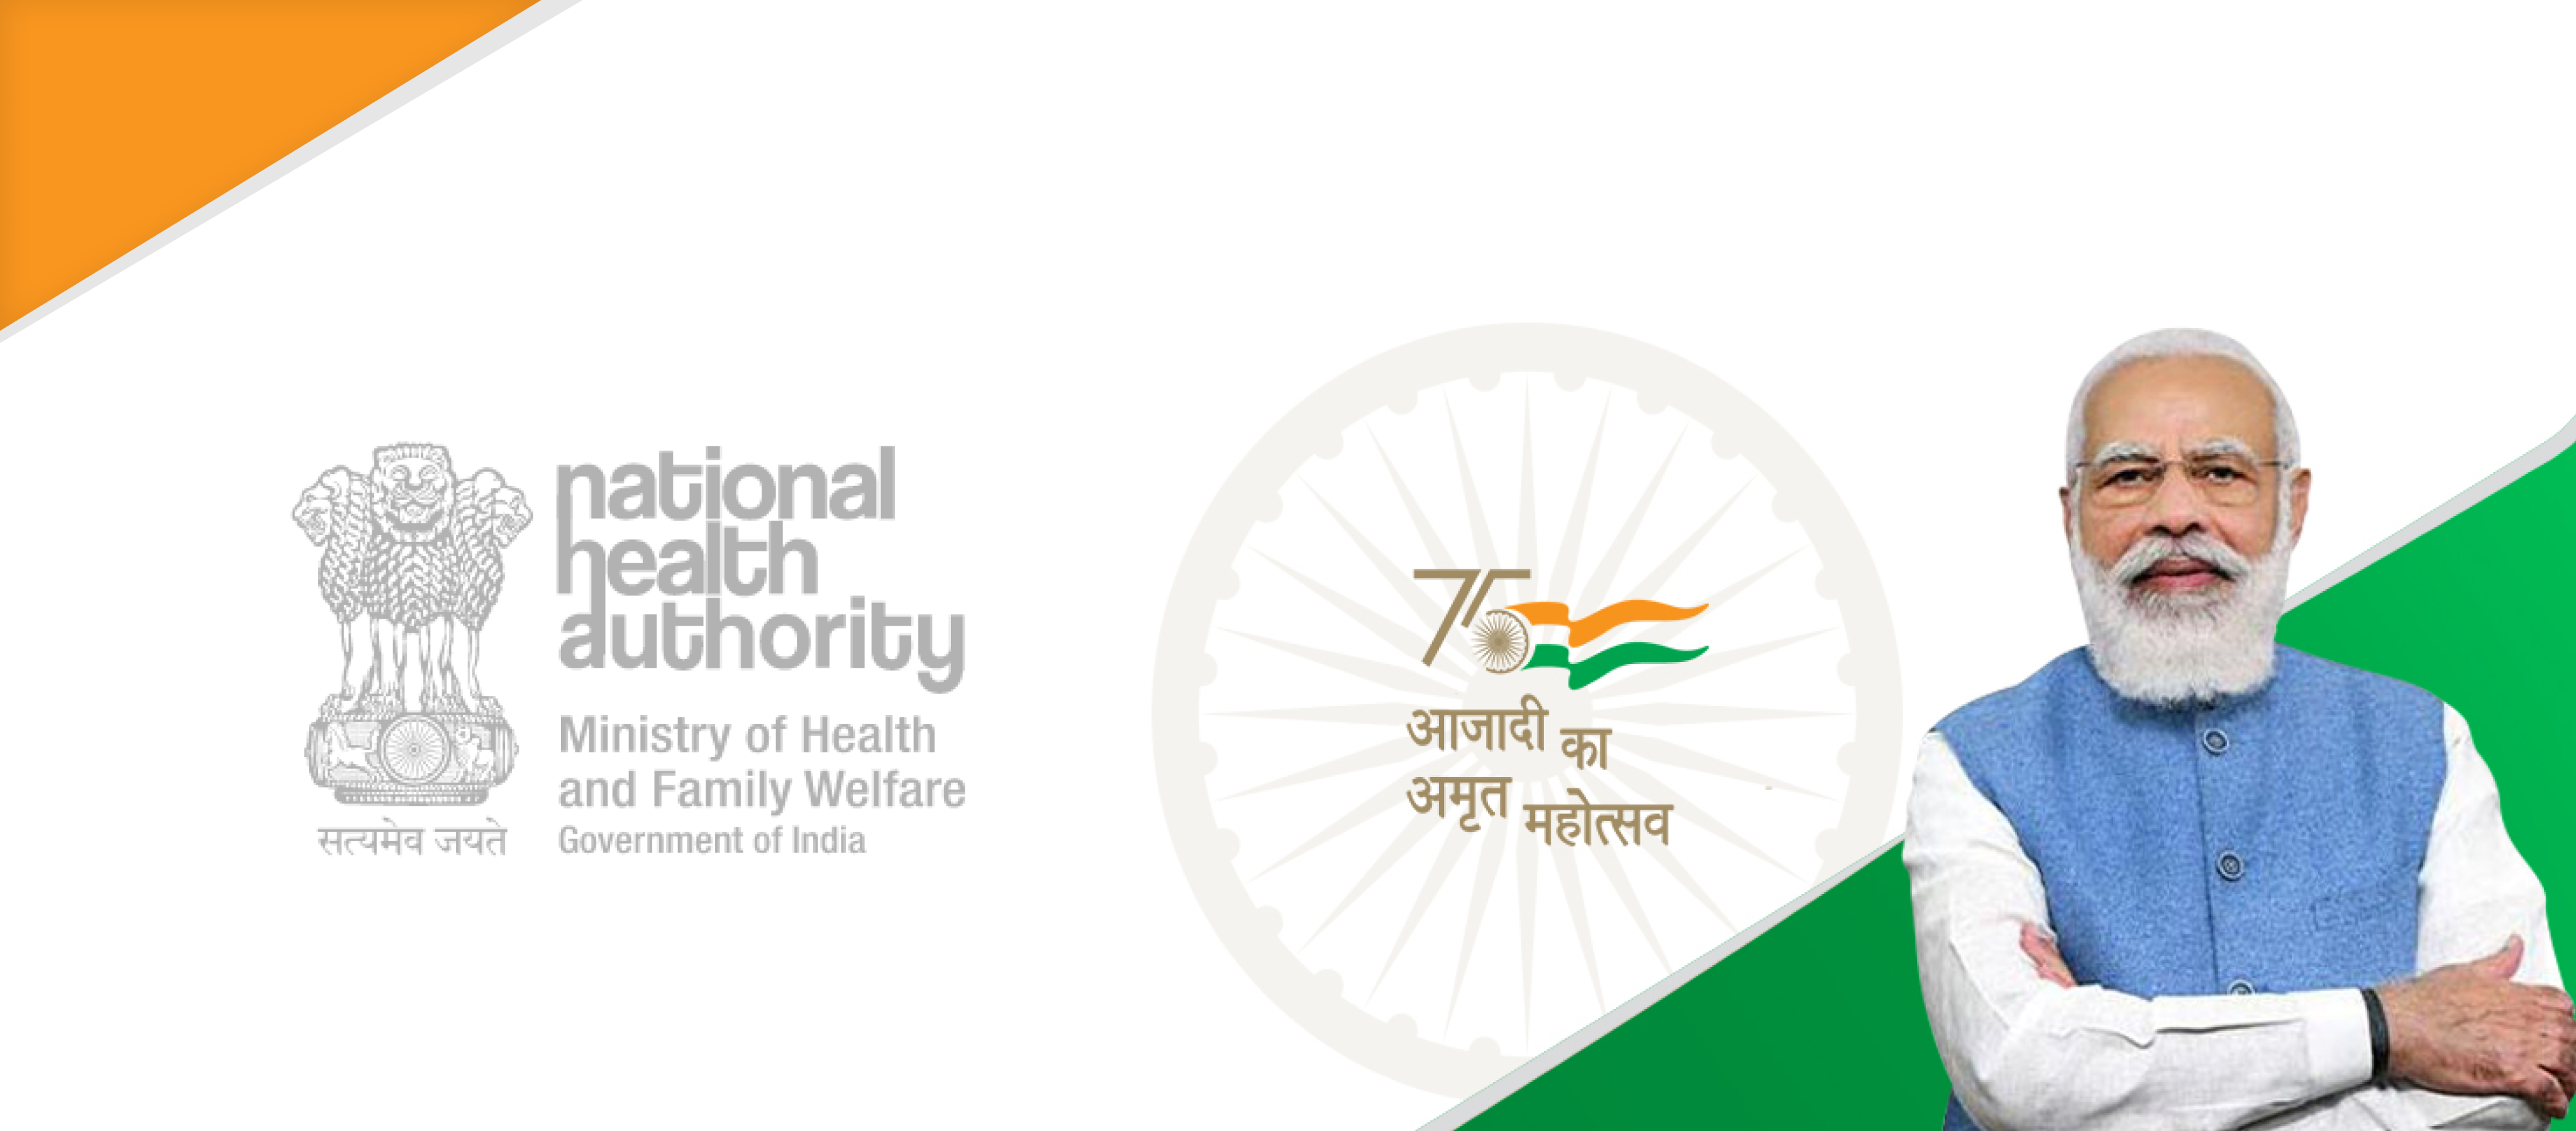 national
health
authority
Ministry of Health
and Family Welfare
Government of India
सत्यमेव जयते
75
आजादी का
अमृत महोत्सव